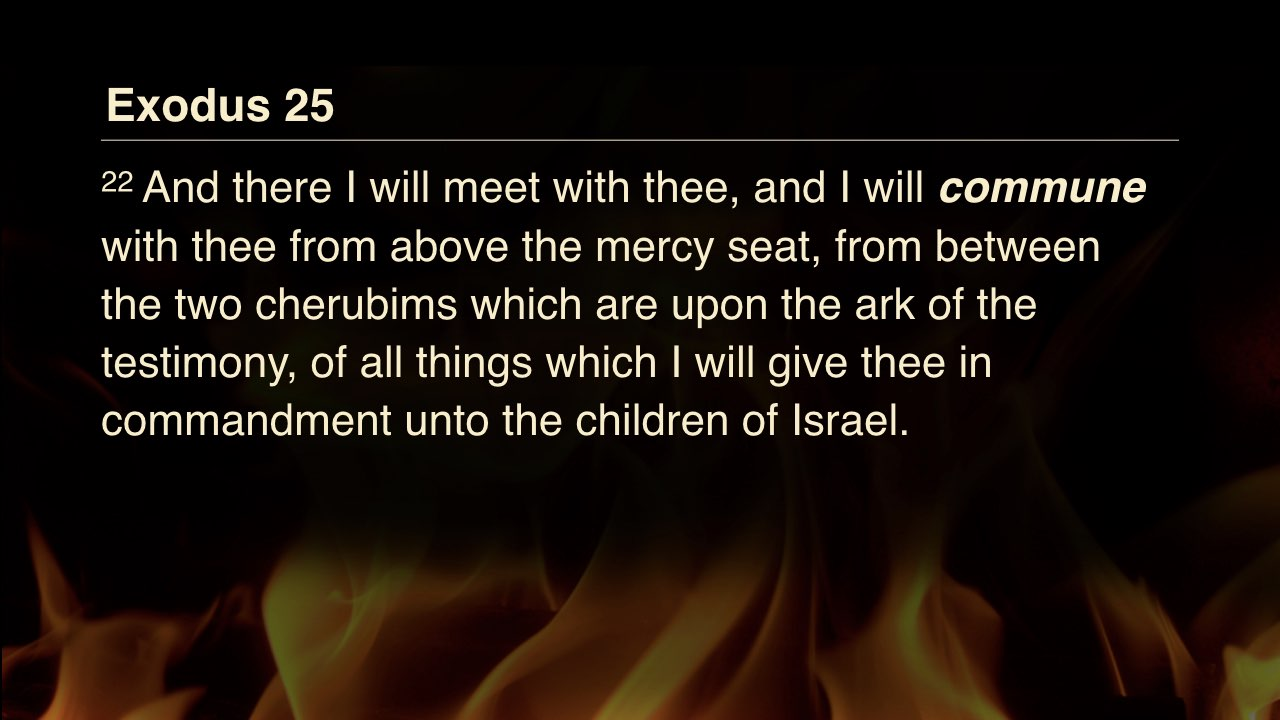 Exodus 25
22 And there I will meet with thee, and I will commune
with thee from above the mercy seat, from between
the two cherubims which are upon the ark of the
testimony, of all things which I will give thee in
commandment unto the children of Israel.